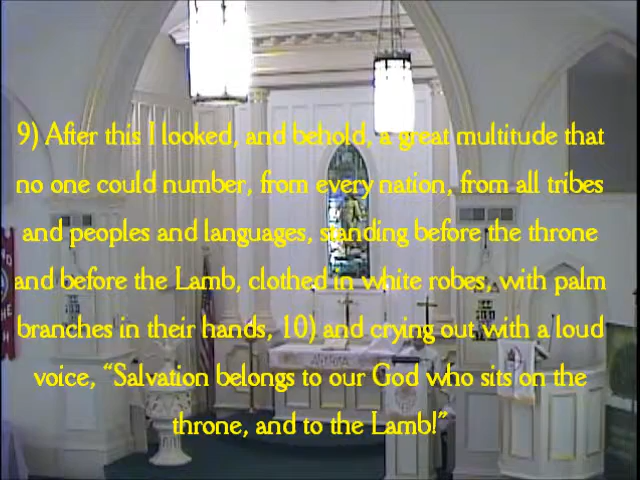 9) After this I looked, and behold, a great multitude that
no one could number, from every nation, from all tribes
and peoples and languages, standing before the throne
and before the Lamb, clothed in white robes, with palm
branches in their hands, 10) and crying out with a loud
voice, “Salvation belongs to our God who sits on the
throne, and to the Lamb!”